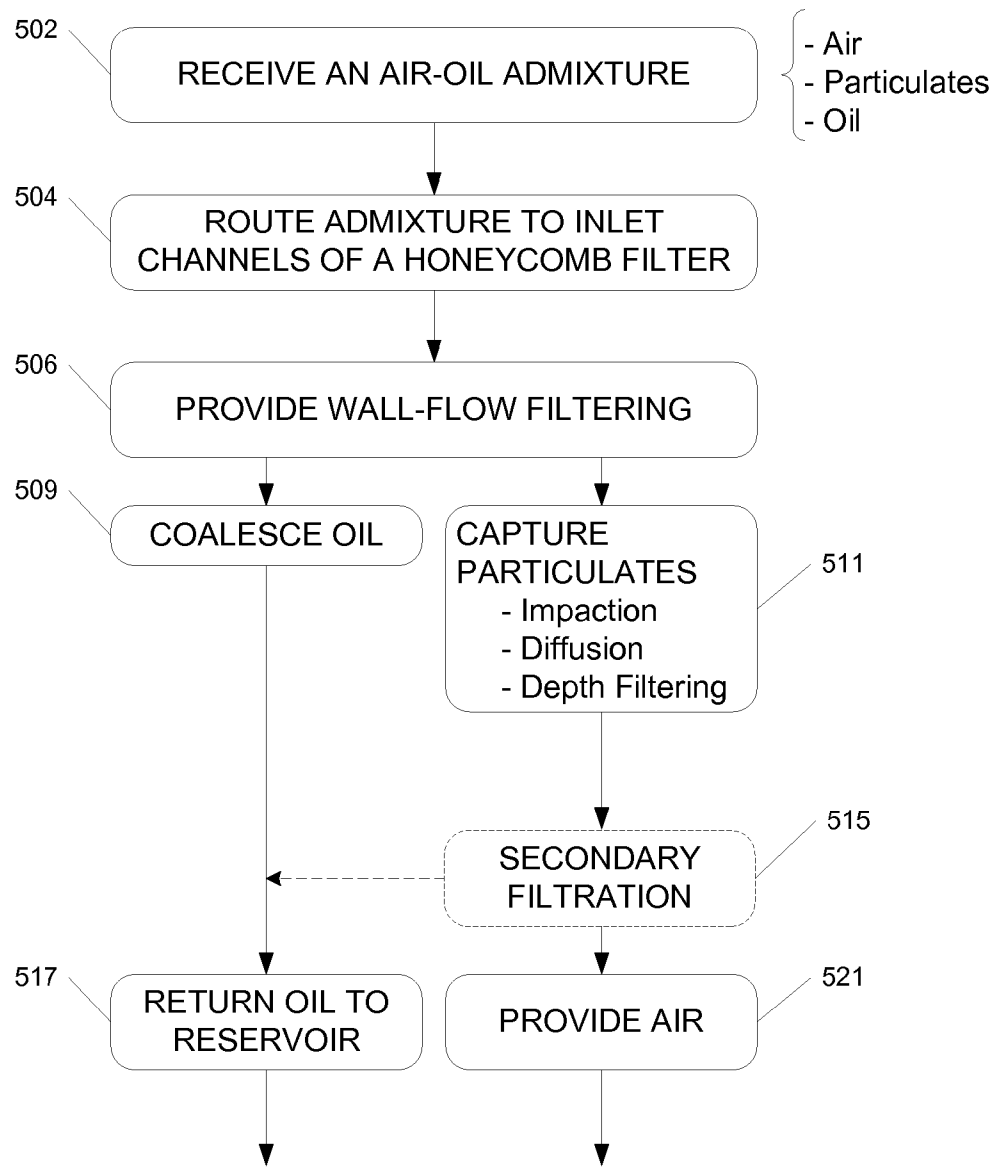 502
RECEIVE AN AIR-OIL ADMIXTURE
- Air
- Particulates
- Oil
504
ROUTE ADMIXTURE TO INLET
CHANNELS OF A HONEYCOMB FILTER
506
PROVIDE WALL-FLOW FILTERING
509
COALESCE OIL
CAPTURE
PARTICULATES
- Impaction
- Diffusion
- Depth Filtering
511
SECONDARY
FILTRATION
515
517
RETURN OIL TO
RESERVOIR
PROVIDE AIR
521